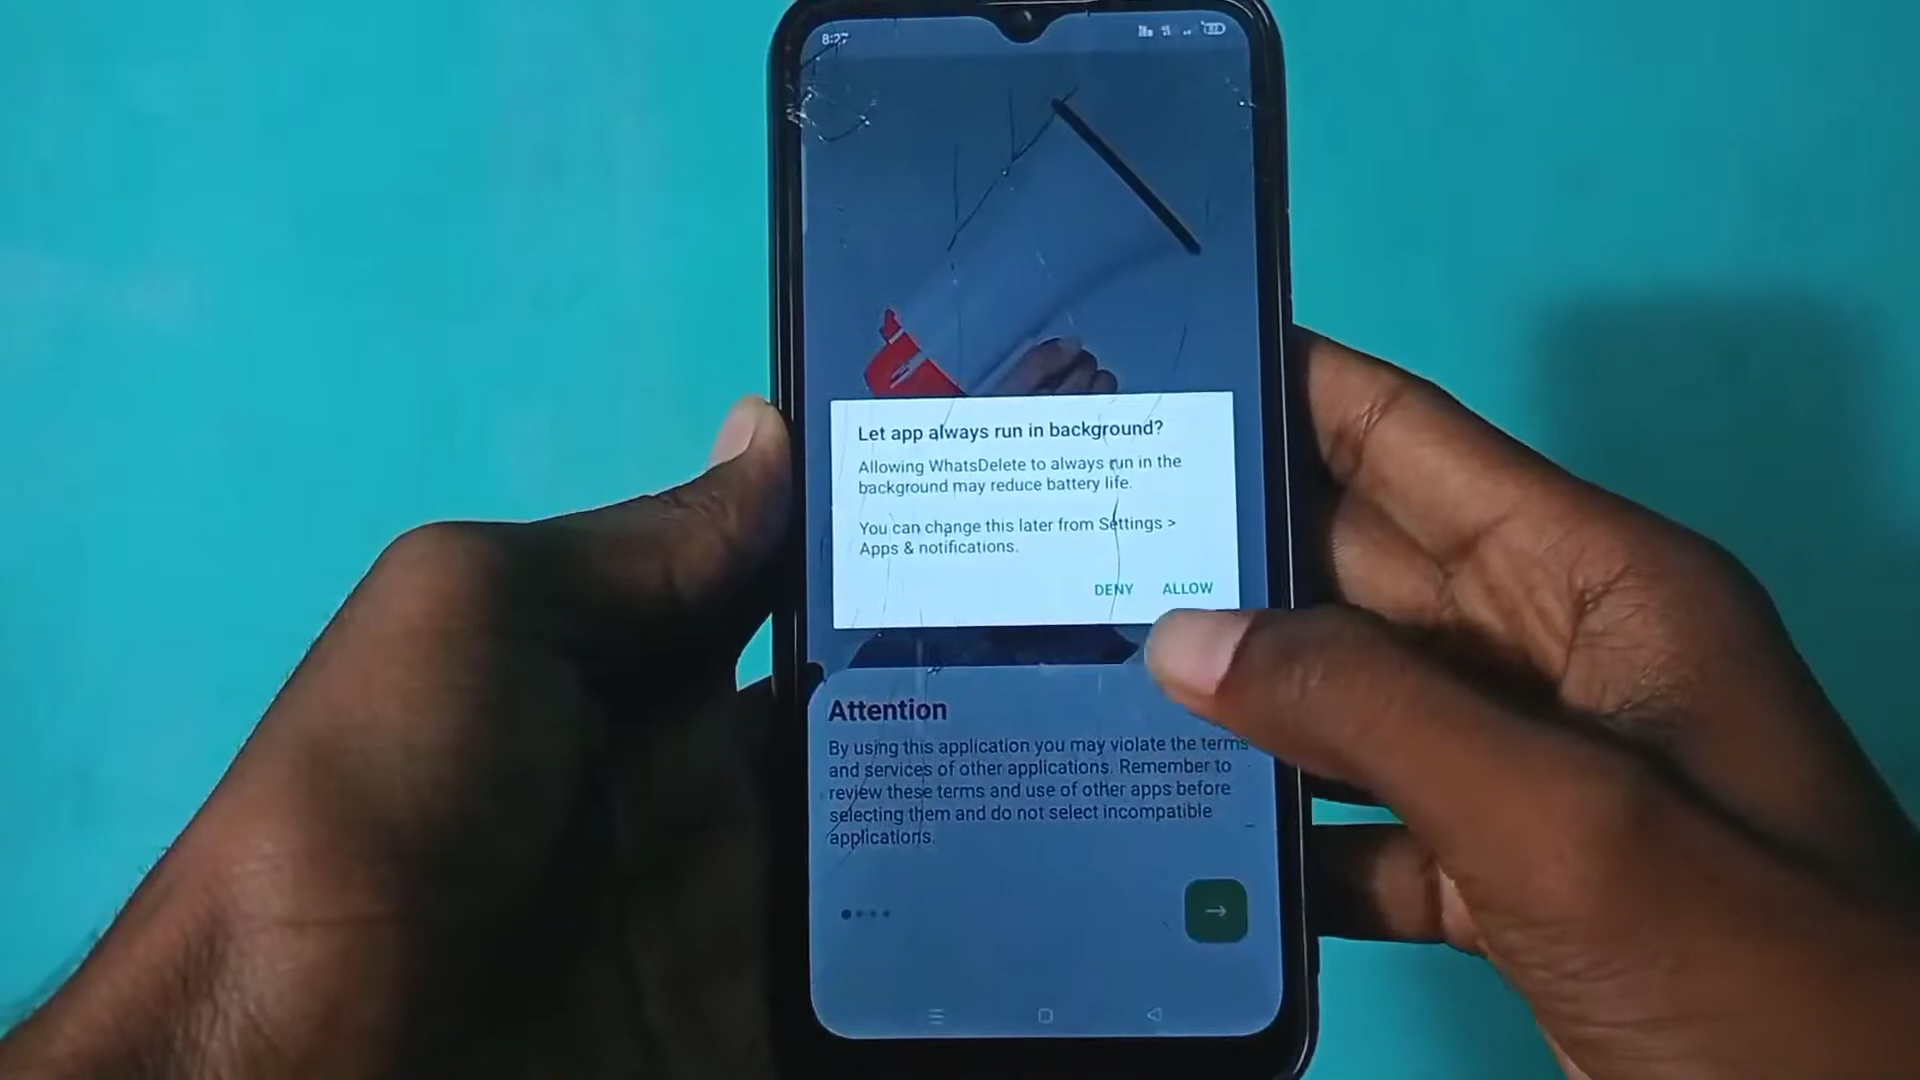 8:27
Let app always run in background?
Allowing WhatsDelete to always run in the
background may reduce battery life.
You can change this later from Settings >
Apps & notifications.
DENY ALLOW
Attention
By using this application you may violate the terms
and services of other applications. Remember to
review these terms and use of other apps before
selecting them and do not select incompatible
applications.